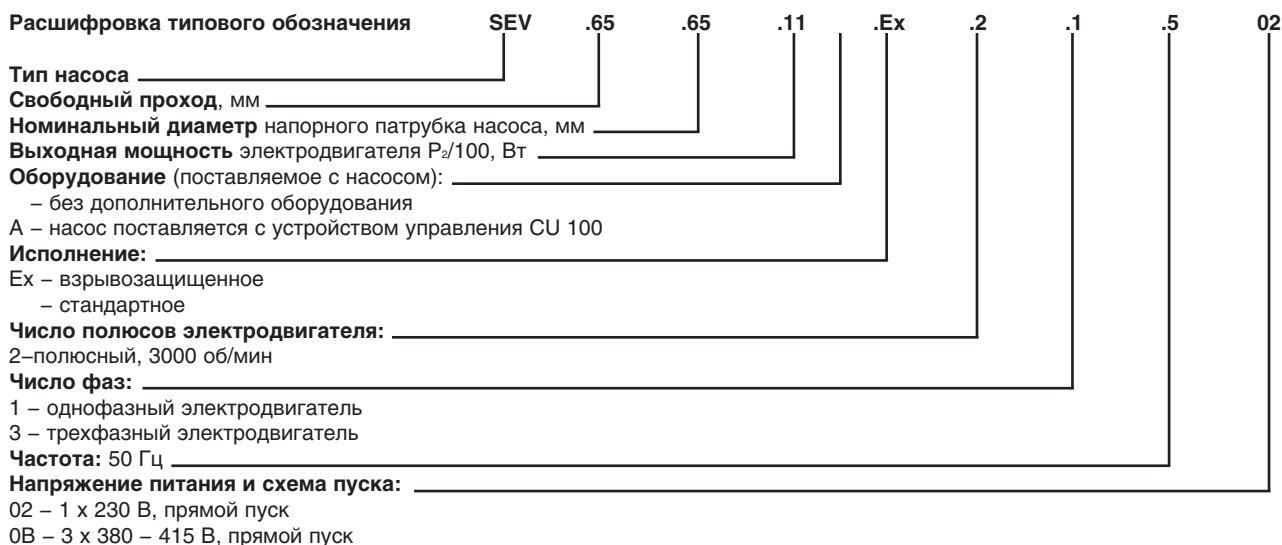 Расшифровка типового обозначения SEV .65 .65 .11 .Ex .2 .1 .5 02
Тип насоса
Свободный проход, мм
Номинальный диаметр напорного патрубка насоса, мм
Выходная мощность электродвигателя P₂/100, Вт
Оборудование (поставляемое с насосом):
– без дополнительного оборудования
А – насос поставляется с устройством управления CU 100
Исполнение:
Ex – взрывозащищенное
– стандартное
Число полюсов электродвигателя:
2–полюсный, 3000 об/мин
Число фаз:
1 – однофазный электродвигатель
3 – трехфазный электродвигатель
Частота: 50 Гц
Напряжение питания и схема пуска:
02 – 1 х 230 В, прямой пуск
0В – 3 х 380 – 415 В, прямой пуск